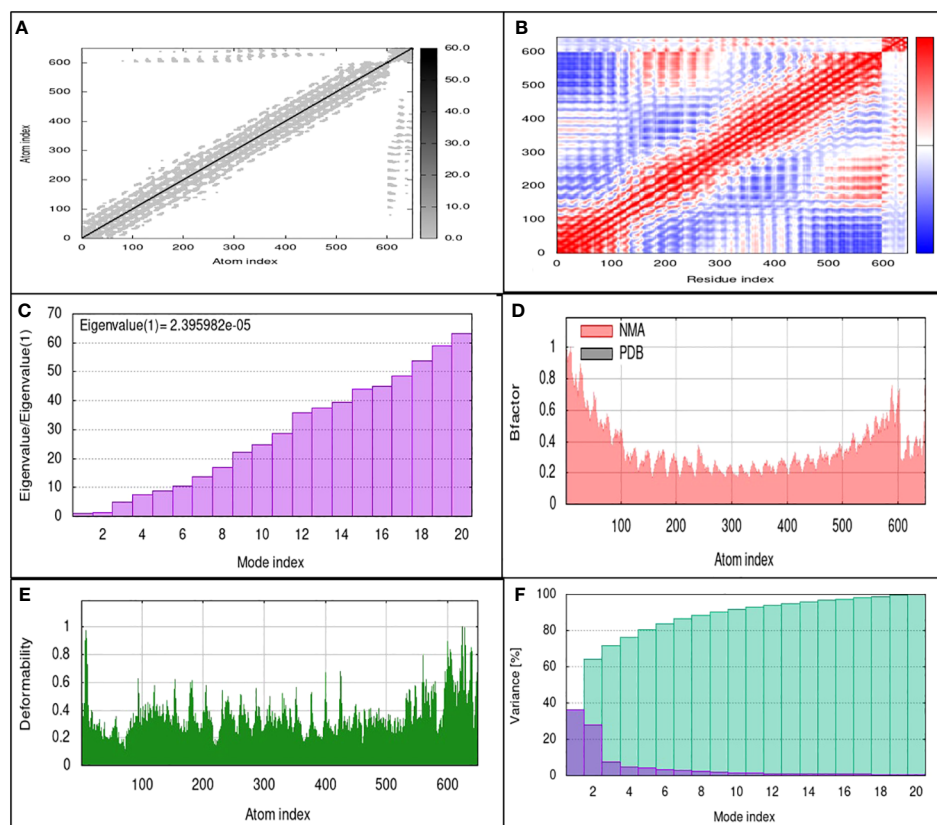 A
600
500
400
300
200
100
0
Atom index
0 100 200 300 400 500 600
Atom index
60.0
50.0
40.0
30.0
20.0
10.0
0.0
B
600
500
400
300
200
100
0
0 100 200 300 400 500 600
Residue index
C
Eigenvalue(1)= 2.395982e-05
70
60
50
40
30
20
10
0
Eigenvalue/Eigenvalue(1)
2 4 6 8 10 12 14 16 18 20
Mode index
D
NMA
PDB
1
0.8
0.6
0.4
0.2
0
Bfactor
100 200 300 400 500 600
Atom index
E
1
0.8
0.6
0.4
0.2
0
Deformability
100 200 300 400 500 600
Atom index
F
100
80
60
40
20
0
Variance [%]
2 4 6 8 10 12 14 16 18 20
Mode index